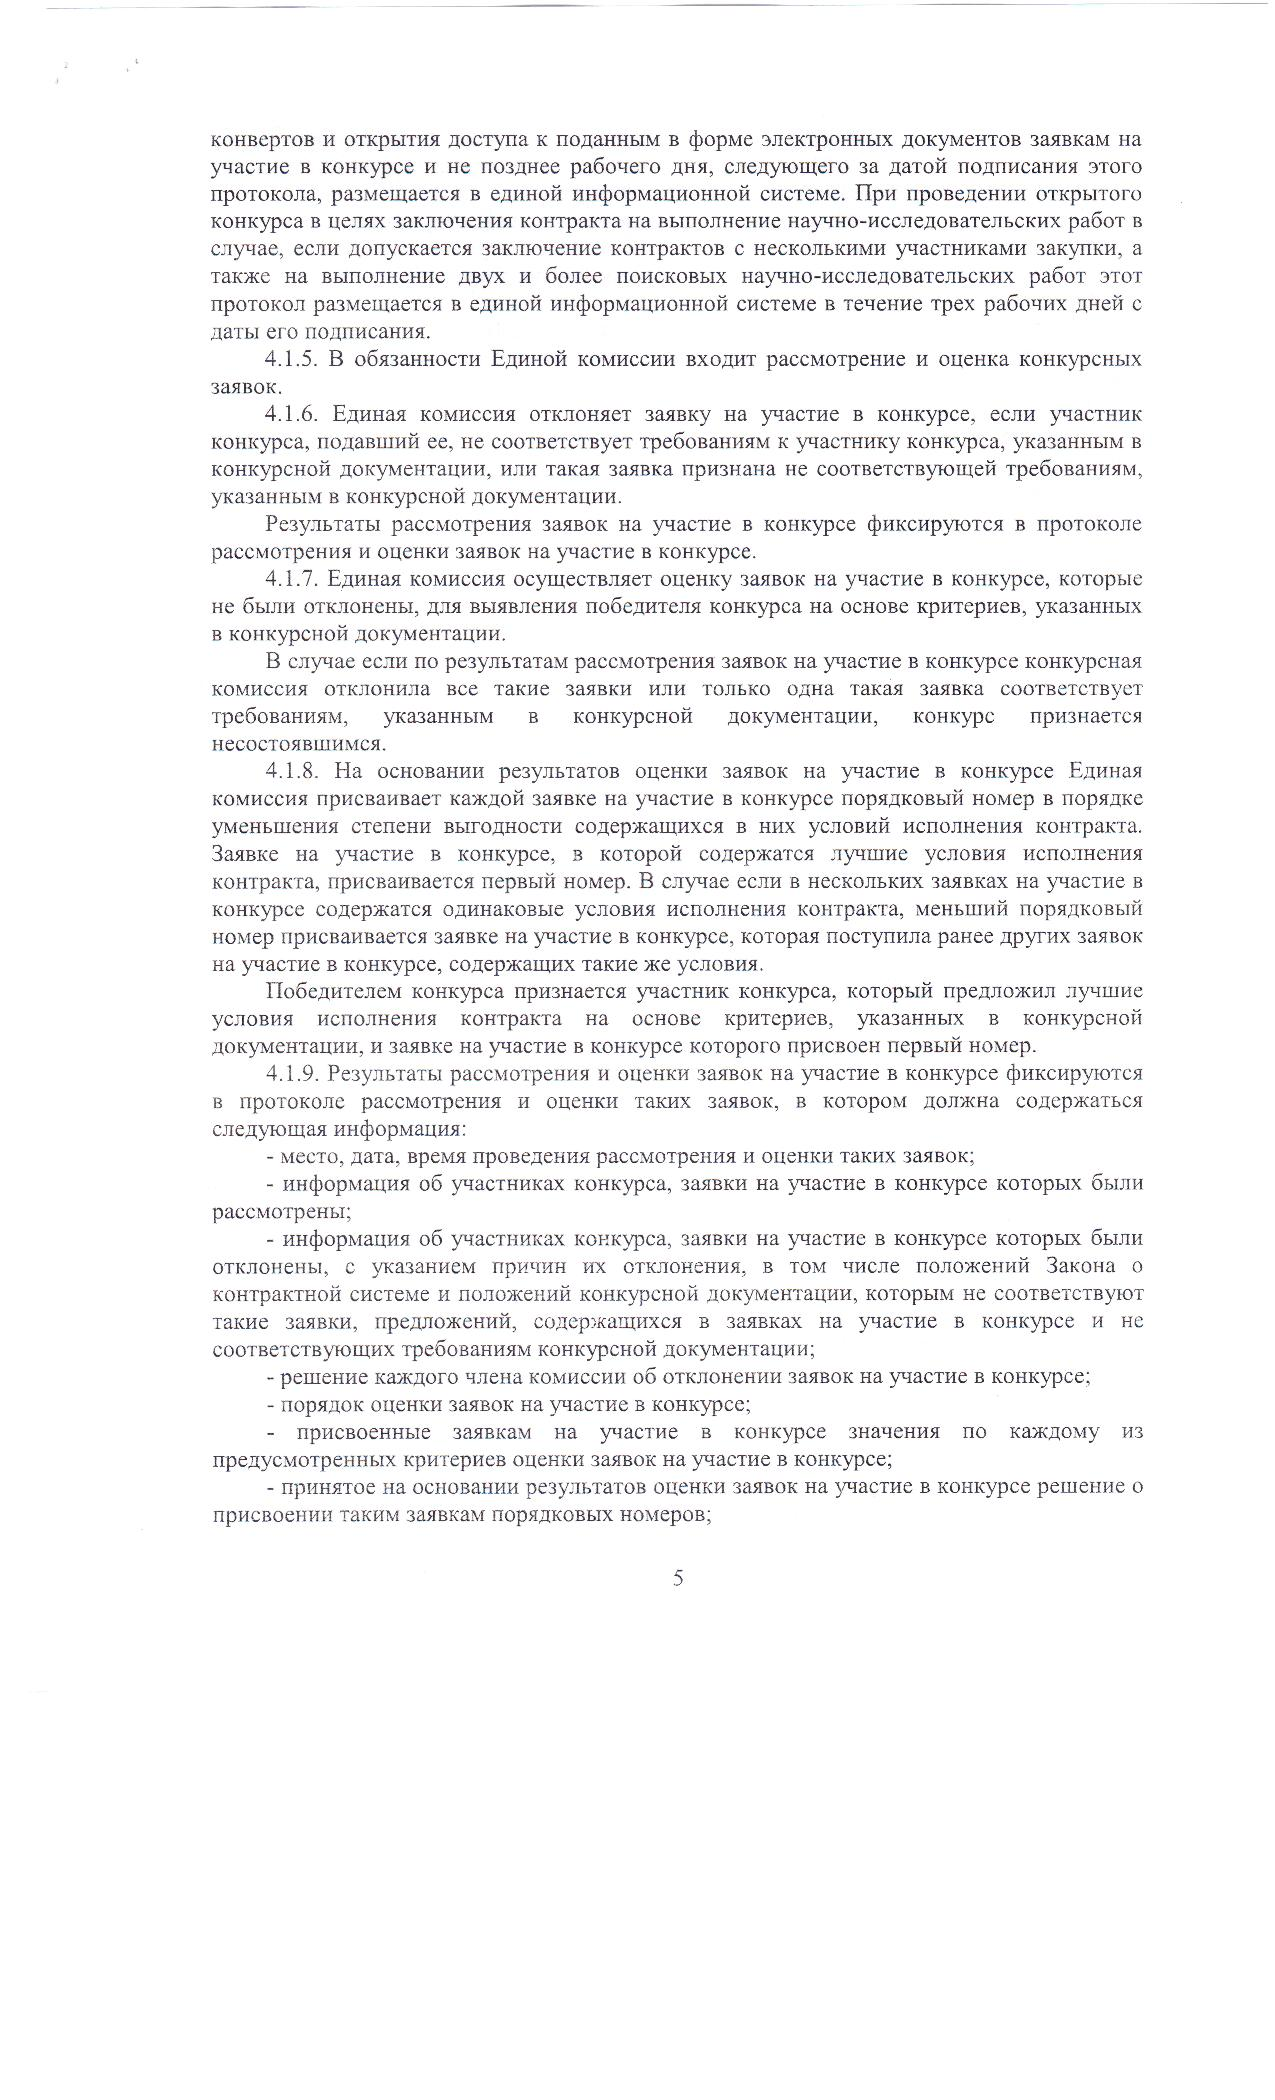 конвертов и открытия доступа к поданным в форме электронных документов заявкам на
участие в конкурсе и не позднее рабочего дня, следующего за датой подписания этого
протокола, размещается в единой информационной системе. При проведении открытого
конкурса в целях заключения контракта на выполнение научно-исследовательских работ в
случае, если допускается заключение контрактов с несколькими участниками закупки, а
также на выполнение двух и более поисковых научно-исследовательских работ этот
протокол размещается в единой информационной системе в течение трех рабочих дней с
даты его подписания.
4.1.5. В обязанности Единой комиссии входит рассмотрение и оценка конкурсных
заявок.
4.1.6. Единая комиссия отклоняет заявку на участие в конкурсе, если участник
конкурса, подавший ее, не соответствует требованиям к участнику конкурса, указанным в
конкурсной документации, или такая заявка признана не соответствующей требованиям,
указанным в конкурсной документации.
Результаты рассмотрения заявок на участие в конкурсе фиксируются в протоколе
рассмотрения и оценки заявок на участие в конкурсе.
4.1.7. Единая комиссия осуществляет оценку заявок на участие в конкурсе, которые
не были отклонены, для выявления победителя конкурса на основе критериев, указанных
в конкурсной документации.
В случае если по результатам рассмотрения заявок на участие в конкурсе конкурсная
комиссия отклонила все такие заявки или только одна такая заявка соответствует
требованиям, указанным в конкурсной документации, конкурс признается
несостоявшимся.
4.1.8. На основании результатов оценки заявок на участие в конкурсе Единая
комиссия присваивает каждой заявке на участие в конкурсе порядковый номер в порядке
уменьшения степени выгодности содержащихся в них условий исполнения контракта.
Заявке на участие в конкурсе, в которой содержатся лучшие условия исполнения
контракта, присваивается первый номер. В случае если в нескольких заявках на участие в
конкурсе содержатся одинаковые условия исполнения контракта, меньший порядковый
номер присваивается заявке на участие в конкурсе, которая поступила ранее других заявок
на участие в конкурсе, содержащих такие же условия.
Победителем конкурса признается участник конкурса, который предложил лучшие
условия исполнения контракта на основе критериев, указанных в конкурсной
документации, и заявке на участие в конкурсе которого присвоен первый номер.
4.1.9. Результаты рассмотрения и оценки заявок на участие в конкурсе фиксируются
в протоколе рассмотрения и оценки таких заявок, в котором должна содержаться
следующая информация:
- место, дата, время проведения рассмотрения и оценки таких заявок;
- информация об участниках конкурса, заявки на участие в конкурсе которых были
рассмотрены;
- информация об участниках конкурса, заявки на участие в конкурсе которых были
отклонены, с указанием причин их отклонения, в том числе положений Закона о
контрактной системе и положений конкурсной документации, которым не соответствуют
такие заявки, предложений, содержащихся в заявках на участие в конкурсе и не
соответствующих требованиям конкурсной документации;
- решение каждого члена комиссии об отклонении заявок на участие в конкурсе;
- порядок оценки заявок на участие в конкурсе;
- присвоенные заявкам на участие в конкурсе значения по каждому из
предусмотренных критериев оценки заявок на участие в конкурсе;
- принятое на основании результатов оценки заявок на участие в конкурсе решение о
присвоении таким заявкам порядковых номеров;
5